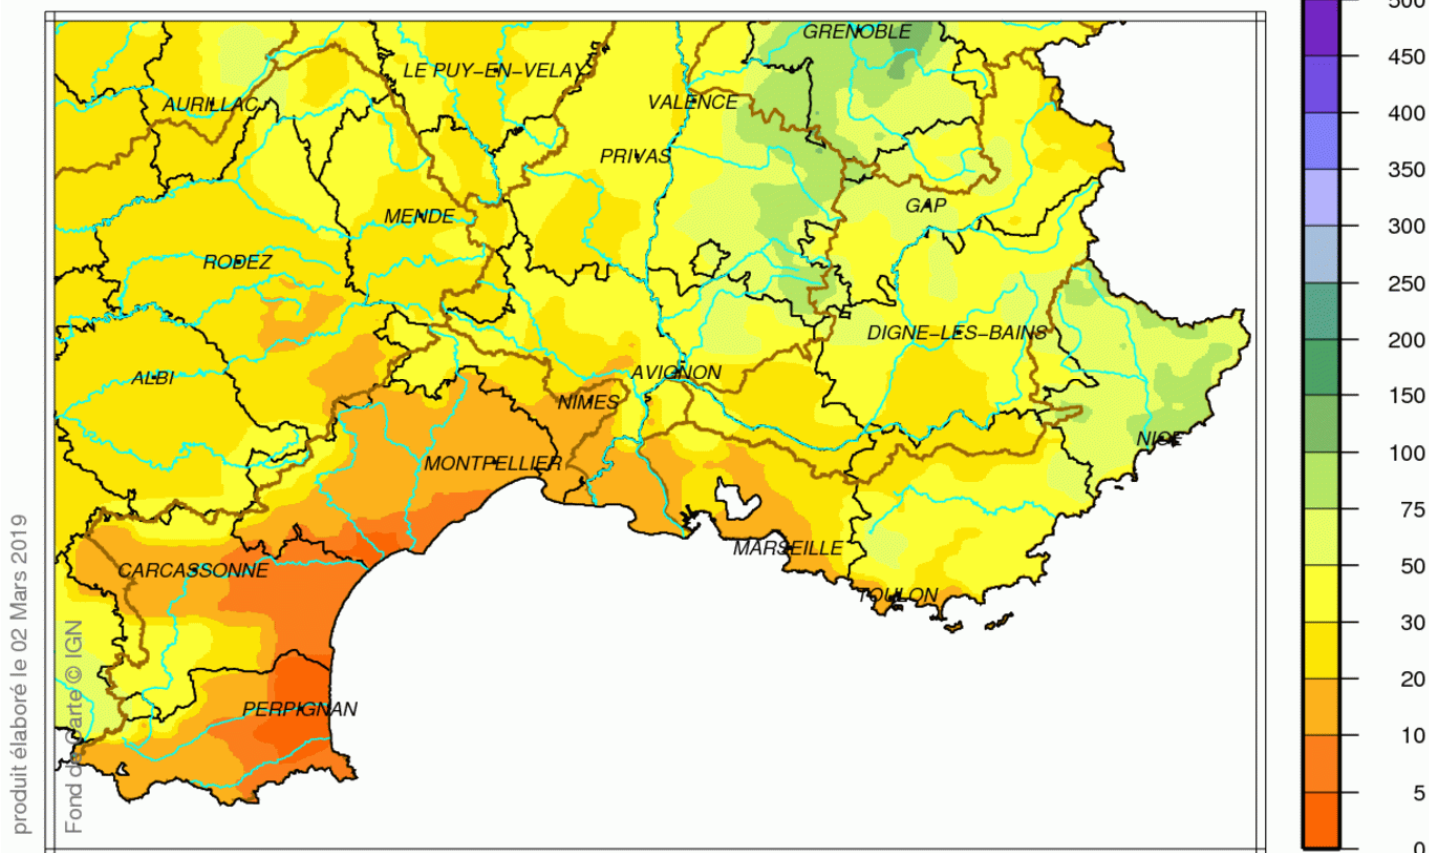 500
GRENOBLE
450
LE PUY-EN-VELAY
AURILLAC
VALENCE
400
PRIVAS
350
GAP
MENDE
300
RODEZ
250
DIGNE-LES-BAINS
200
AVIGNON
ALBI
150
NIMES
NICE
100
MONTPELLIER
75
MARSEILLE
50
CARCASSONNE
TOULON
30
20
PERPIGNAN
10
5
0
produit élaboré le 02 Mars 2019
Fond de Carte © IGN